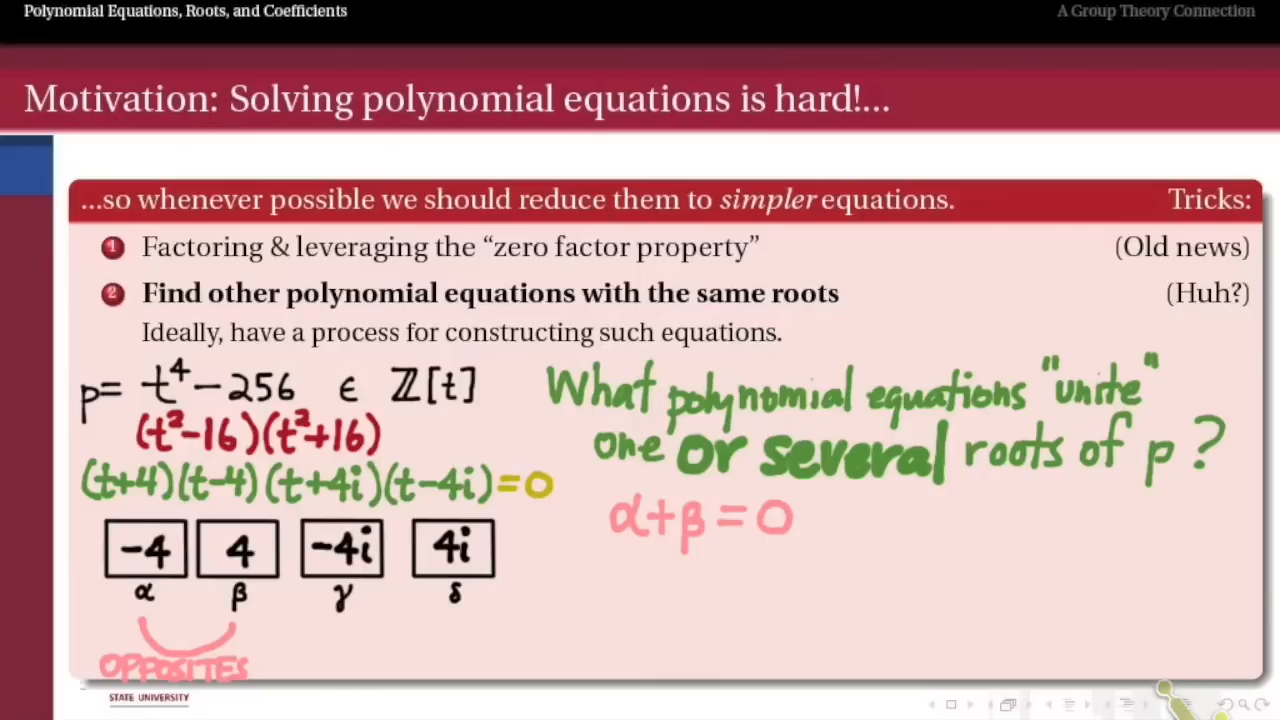 Polynomial Equations, Roots, and Coefficients
A Group Theory Connection
Motivation: Solving polynomial equations is hard!...
...so whenever possible we should reduce them to simpler equations. Tricks:
1 Factoring & leveraging the “zero factor property” (Old news)
2 Find other polynomial equations with the same roots (Huh?)
Ideally, have a process for constructing such equations.
p= t⁴-256 ∈ ℤ[t]
(t²-16)(t²+16)
(t+4)(t-4)(t+4i)(t-4i)=0
-4 4 -4i 4i
α β γ δ
OPPOSITES
What polynomial equations "unite"
one or several roots of p?
α+β=0
STATE UNIVERSITY